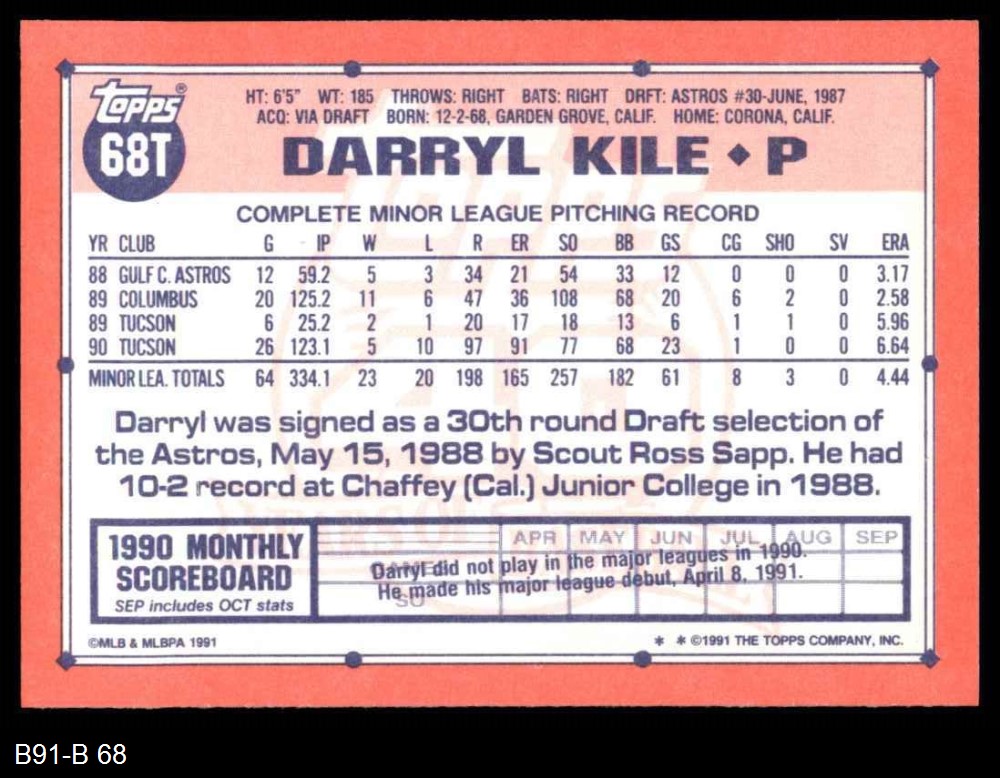 Topps®
68T
HT: 6'5" WT: 185 THROWS: RIGHT BATS: RIGHT DRFT: ASTROS #30-JUNE, 1987
ACQ: VIA DRAFT BORN: 12-2-68, GARDEN GROVE, CALIF. HOME: CORONA, CALIF.
DARRYL KILE ◆ P
COMPLETE MINOR LEAGUE PITCHING RECORD
YR CLUB G IP W L R ER SO BB GS CG SHO SV ERA
88 GULF C. ASTROS 12 59.2 5 3 34 21 54 33 12 0 0 0 3.17
89 COLUMBUS 20 125.2 11 6 47 36 108 68 20 6 2 0 2.58
89 TUCSON 6 25.2 2 1 20 17 18 13 6 1 1 0 5.96
90 TUCSON 26 123.1 5 10 97 91 77 68 23 1 0 0 6.64
MINOR LEA. TOTALS 64 334.1 23 20 198 165 257 182 61 8 3 0 4.44
Darryl was signed as a 30th round Draft selection of
the Astros, May 15, 1988 by Scout Ross Sapp. He had
10-2 record at Chaffey (Cal.) Junior College in 1988.
1990 MONTHLY
SCOREBOARD
SEP includes OCT stats
APR MAY JUN JUL AUG SEP
Darryl did not play in the major leagues in 1990.
He made his major league debut, April 8, 1991.
SO
©MLB & MLBPA 1991
* * ©1991 THE TOPPS COMPANY, INC.
B91-B 68